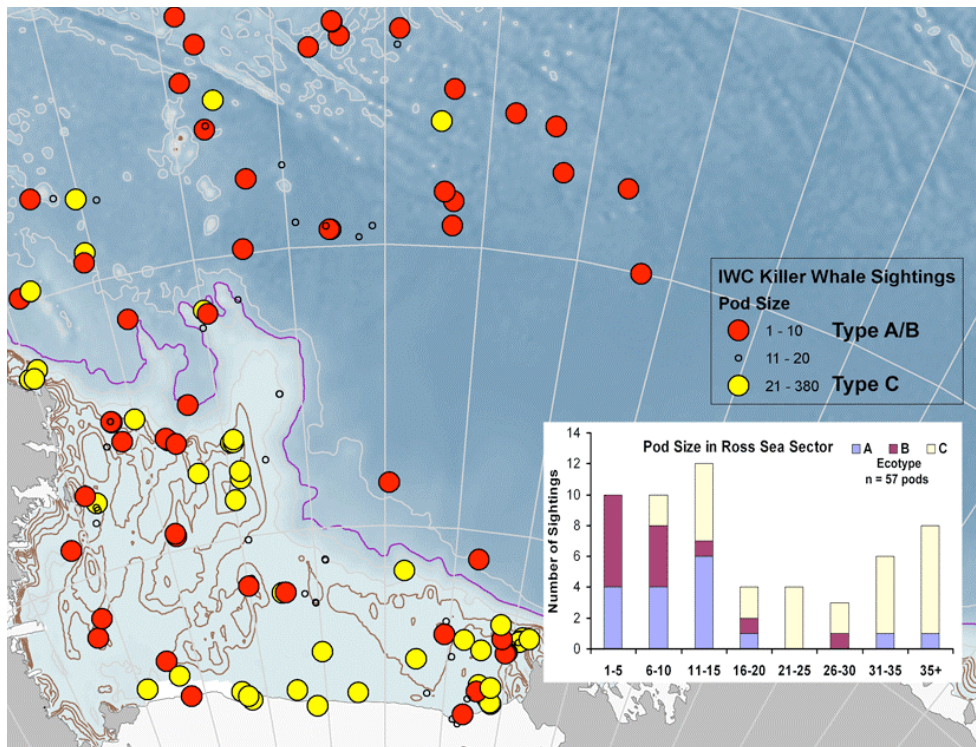 IWC Killer Whale Sightings
Pod Size
1 - 10 Type A/B
11 - 20
21 - 380 Type C
Pod Size in Ross Sea Sector
A B C
Ecotype
n = 57 pods
Number of Sightings
14
12
10
8
6
4
2
0
1-5 6-10 11-15 16-20 21-25 26-30 31-35 35+